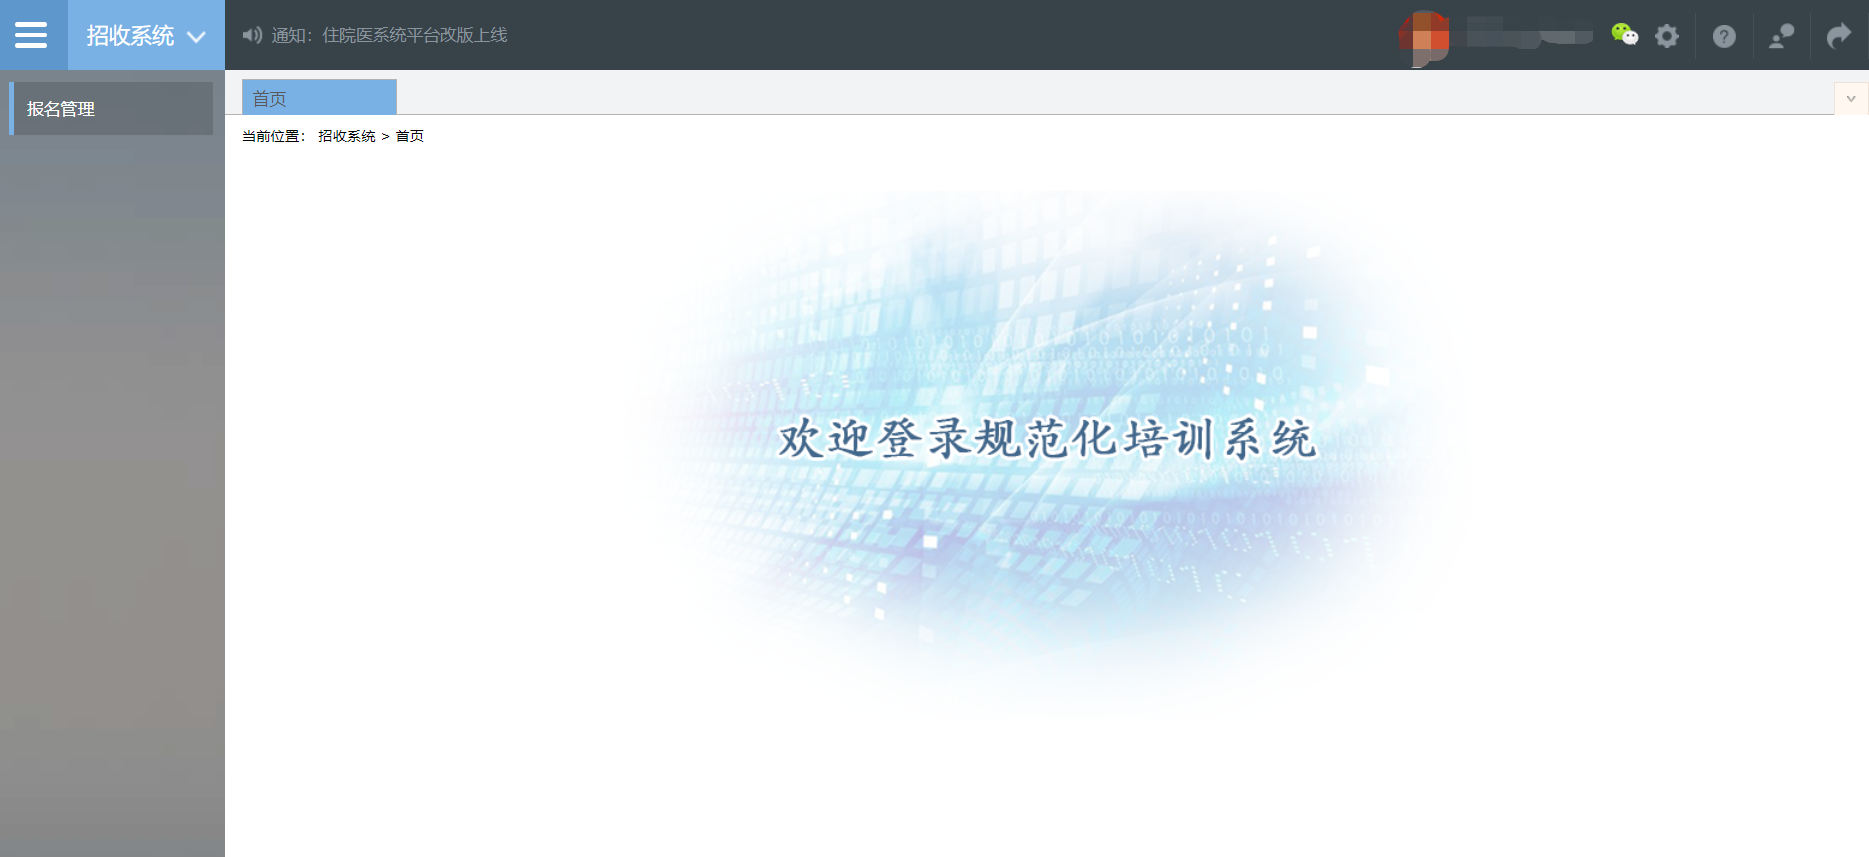 招收系统
通知：住院医系统平台改版上线
报名管理
首页
当前位置： 招收系统 > 首页
欢迎登录规范化培训系统